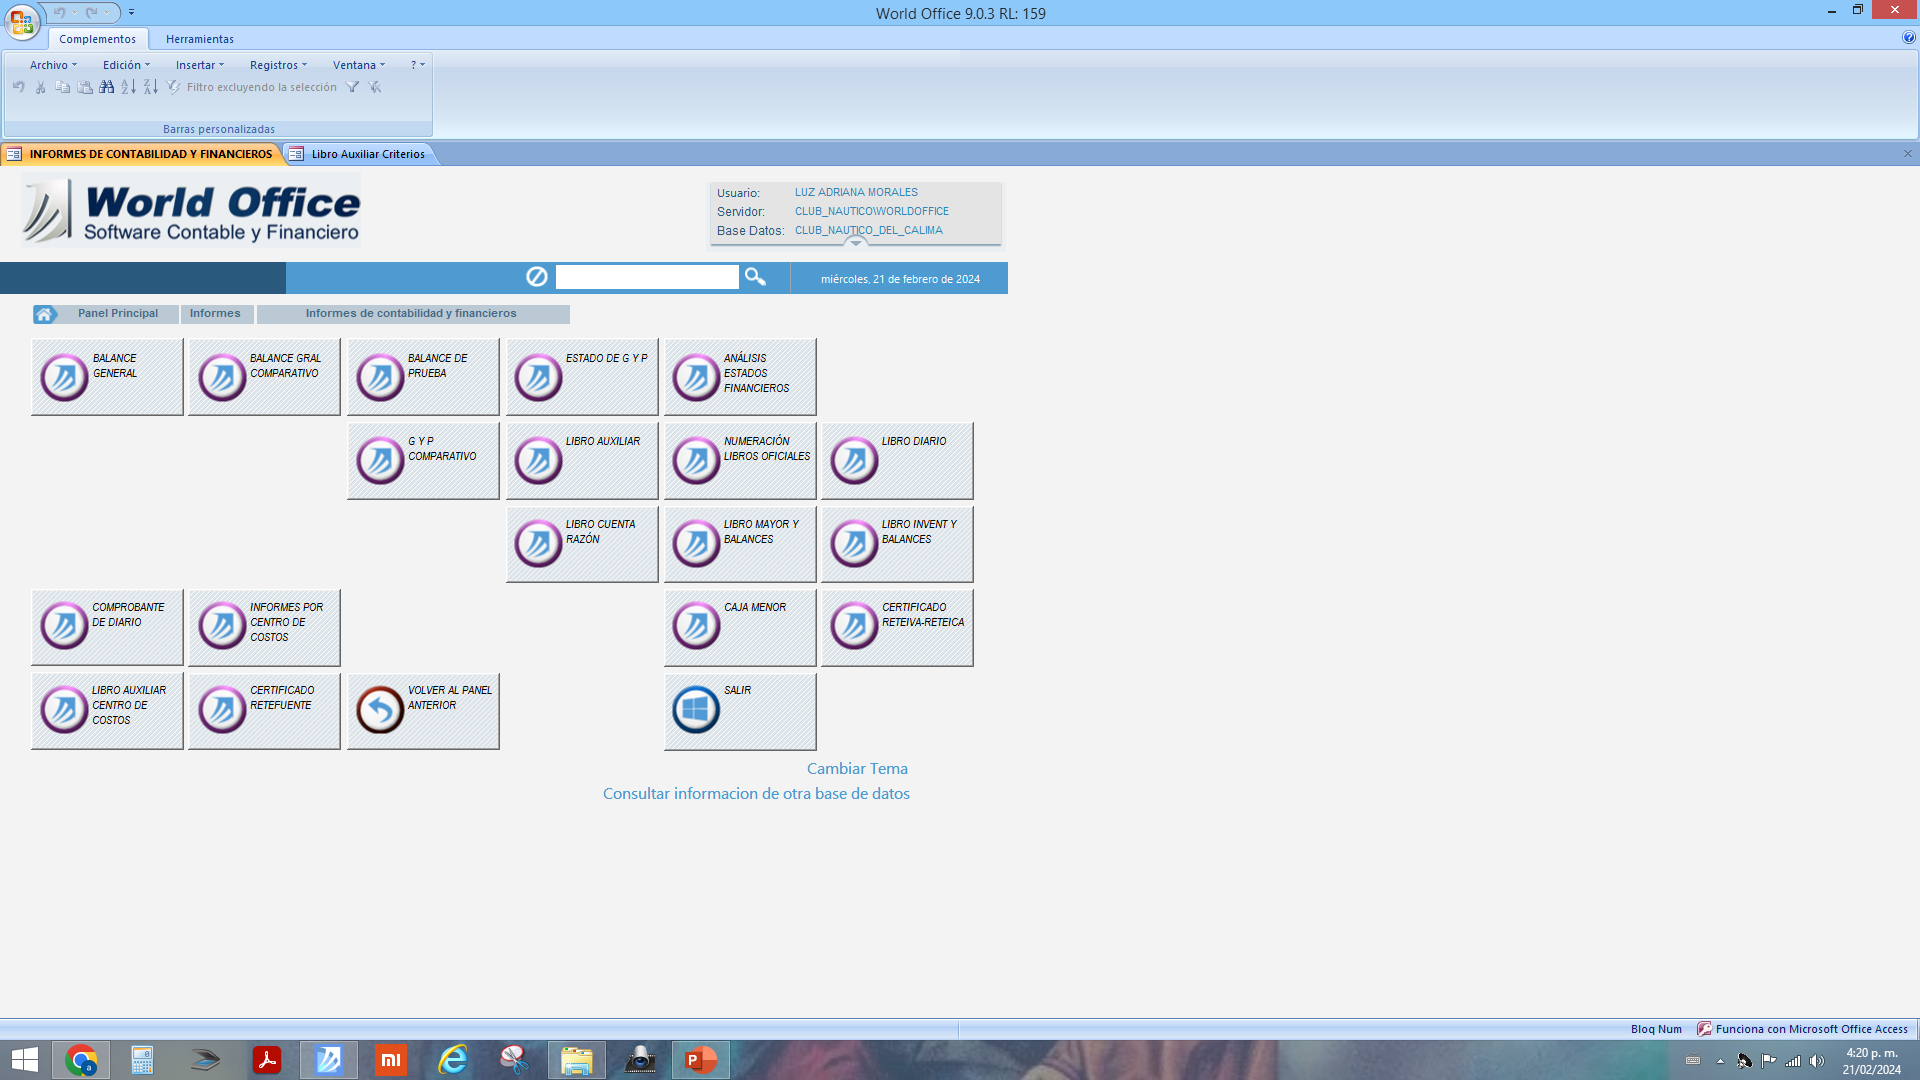 World Office 9.0.3 RL: 159
Complementos
Herramientas
Archivo
Edición
Insertar
Registros
Ventana
?
Filtro excluyendo la selección
Barras personalizadas
INFORMES DE CONTABILIDAD Y FINANCIEROS
Libro Auxiliar Criterios
World Office
Software Contable y Financiero
Usuario: LUZ ADRIANA MORALES
Servidor: CLUB_NAUTICO\WORLDOFFICE
Base Datos: CLUB_NAUTICO_DEL_CALIMA
miércoles, 21 de febrero de 2024
Panel Principal
Informes
Informes de contabilidad y financieros
BALANCE
GENERAL
BALANCE GRAL
COMPARATIVO
BALANCE DE
PRUEBA
ESTADO DE G Y P
ANÁLISIS
ESTADOS
FINANCIEROS
G Y P
COMPARATIVO
LIBRO AUXILIAR
NUMERACIÓN
LIBROS OFICIALES
LIBRO DIARIO
LIBRO CUENTA
RAZÓN
LIBRO MAYOR Y
BALANCES
LIBRO INVENT Y
BALANCES
COMPROBANTE
DE DIARIO
INFORMES POR
CENTRO DE
COSTOS
CAJA MENOR
CERTIFICADO
RETEIVA-RETEICA
LIBRO AUXILIAR
CENTRO DE
COSTOS
CERTIFICADO
RETEFUENTE
VOLVER AL PANEL
ANTERIOR
SALIR
Cambiar Tema
Consultar informacion de otra base de datos
Bloq Num
Funciona con Microsoft Office Access
4:20 p. m.
21/02/2024